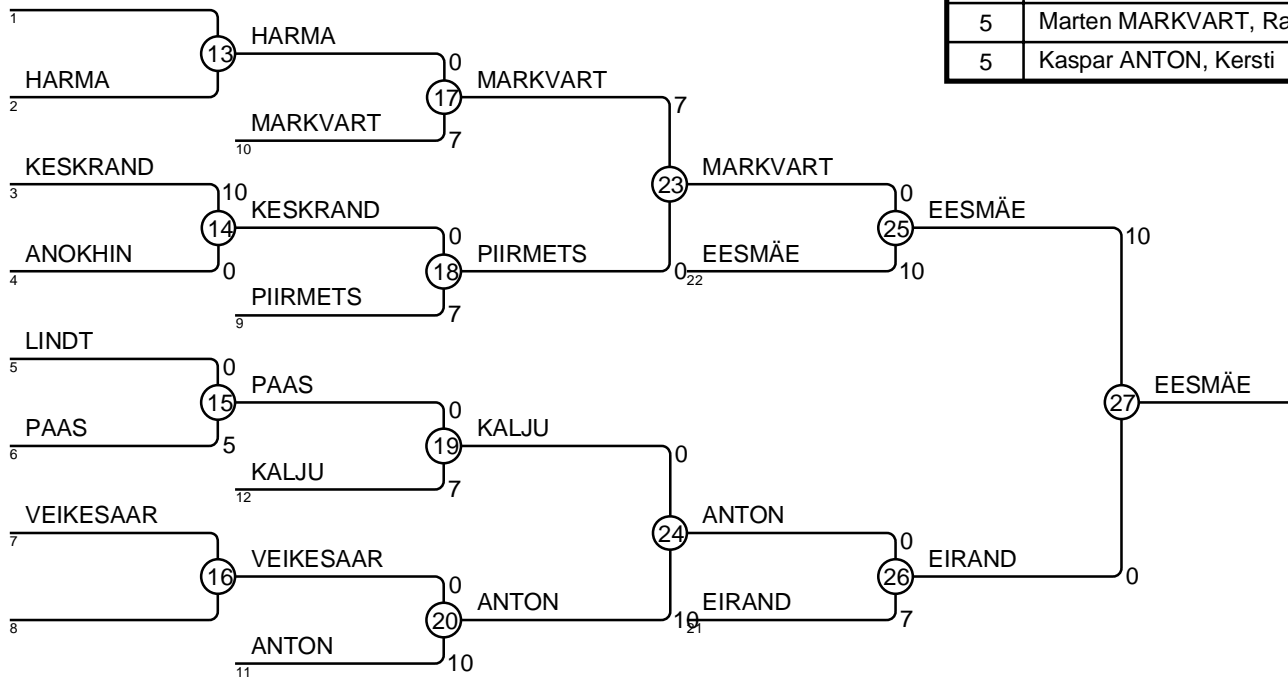 5 Marten MARKVART, Ra
5 Kaspar ANTON, Kersti
1
13
HARMA
HARMA
2
0
17
MARKVART
MARKVART
10
7
7
KESKRAND
3
10
14
KESKRAND
ANOKHIN
4
0
0
18
PIIRMETS
PIIRMETS
9
7
0
23
MARKVART
0
25
EESMÄE
EESMÄE
22
10
10
LINDT
5
0
15
PAAS
PAAS
6
5
0
19
KALJU
KALJU
12
7
0
27
EESMÄE
VEIKESAAR
7
16
VEIKESAAR
8
0
20
ANTON
ANTON
11
10
10
24
ANTON
0
26
EIRAND
EIRAND
21
7
0